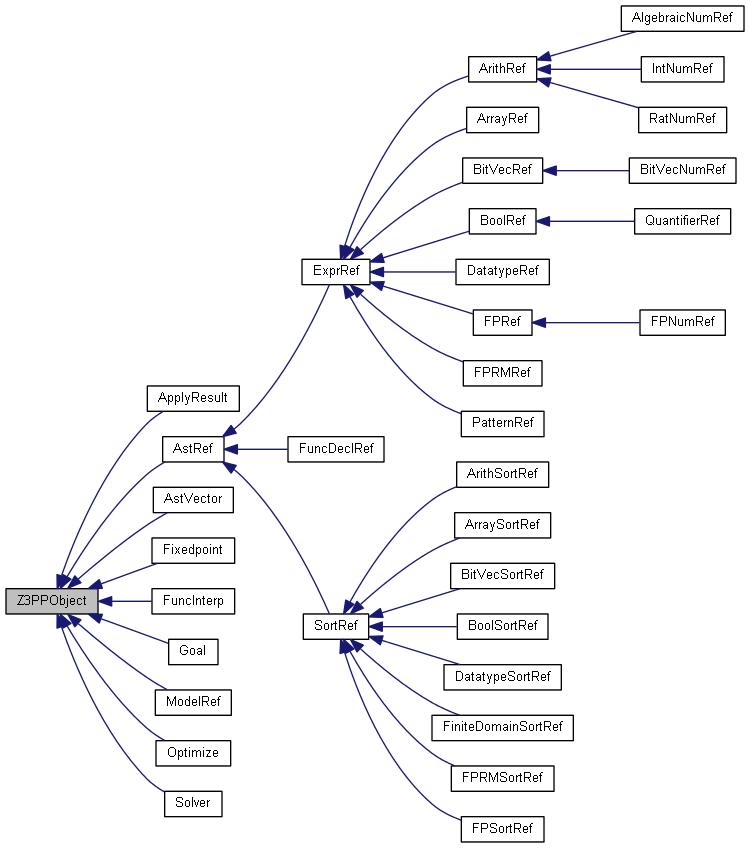 AlgebraicNumRef
ArithRef
IntNumRef
RatNumRef
ArrayRef
BitVecRef
BitVecNumRef
BoolRef
QuantifierRef
ExprRef
DatatypeRef
FPRef
FPNumRef
FPRMRef
ApplyResult
PatternRef
AstRef
FuncDeclRef
ArithSortRef
AstVector
ArraySortRef
Fixedpoint
BitVecSortRef
Z3PPObject
FuncInterp
SortRef
BoolSortRef
Goal
DatatypeSortRef
ModelRef
FiniteDomainSortRef
Optimize
FPRMSortRef
Solver
FPSortRef